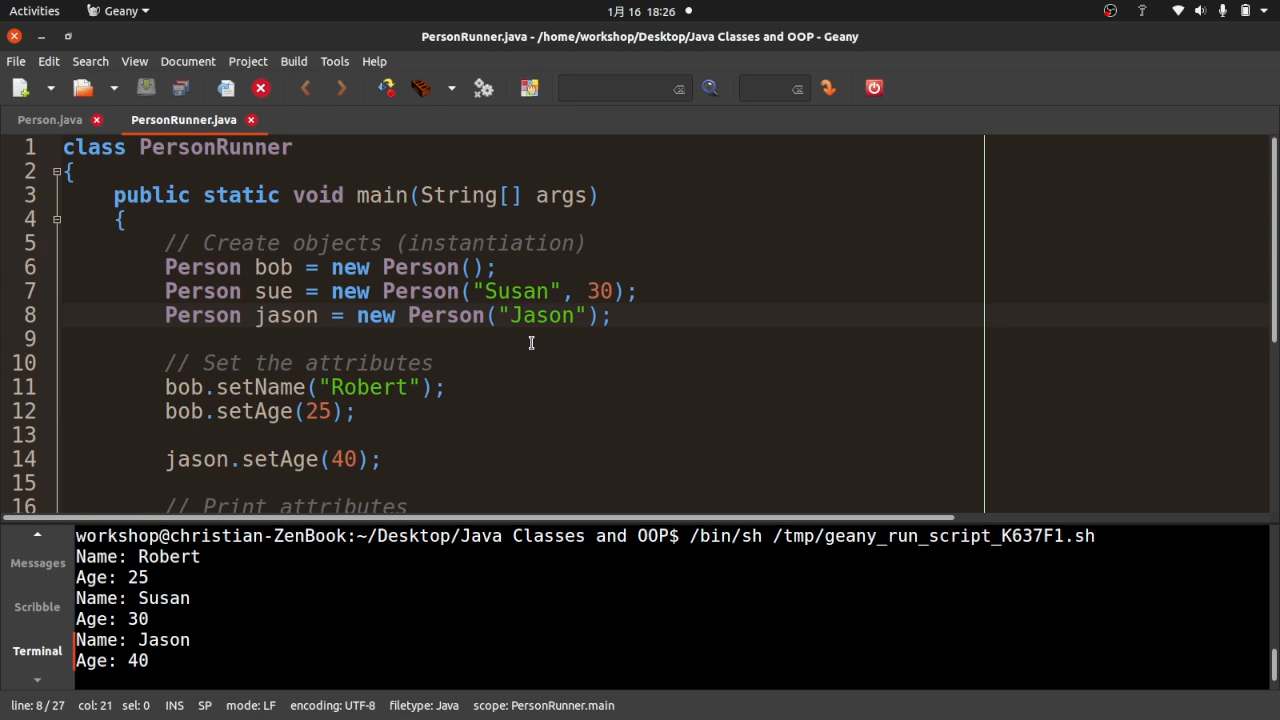 Activities Geany 1月 16 18:26
PersonRunner.java - /home/workshop/Desktop/Java Classes and OOP - Geany
File Edit Search View Document Project Build Tools Help
Person.java PersonRunner.java
1 class PersonRunner
2 {
3 public static void main(String[] args)
4 {
5 // Create objects (instantiation)
6 Person bob = new Person();
7 Person sue = new Person("Susan", 30);
8 Person jason = new Person("Jason");
9
10 // Set the attributes
11 bob.setName("Robert");
12 bob.setAge(25);
13
14 jason.setAge(40);
15
16 // Print attributes
workshop@christian-ZenBook:~/Desktop/Java Classes and OOP$ /bin/sh /tmp/geany_run_script_K637F1.sh
Name: Robert
Age: 25
Name: Susan
Age: 30
Name: Jason
Age: 40
Messages
Scribble
Terminal
line: 8 / 27 col: 21 sel: 0 INS SP mode: LF encoding: UTF-8 filetype: Java scope: PersonRunner.main